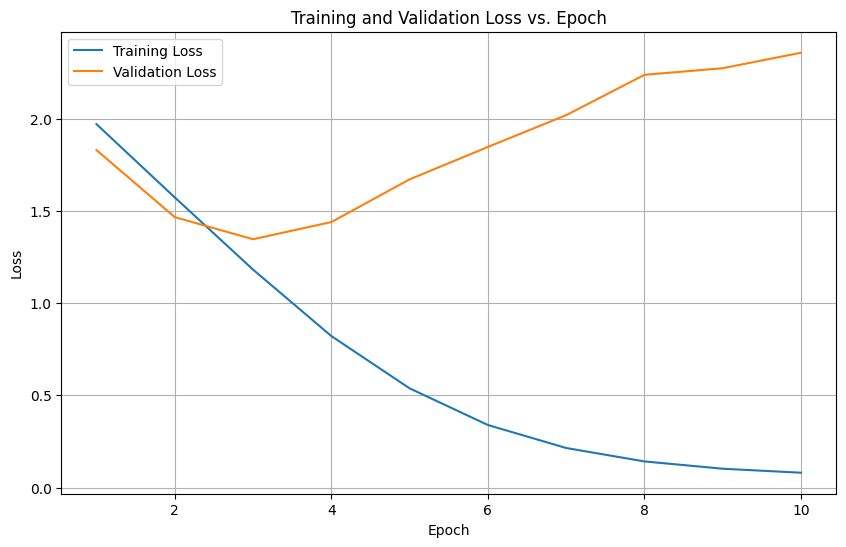 Training and Validation Loss vs. Epoch
Training Loss
Validation Loss
2.0
1.5
1.0
0.5
0.0
Loss
2 4 6 8 10
Epoch